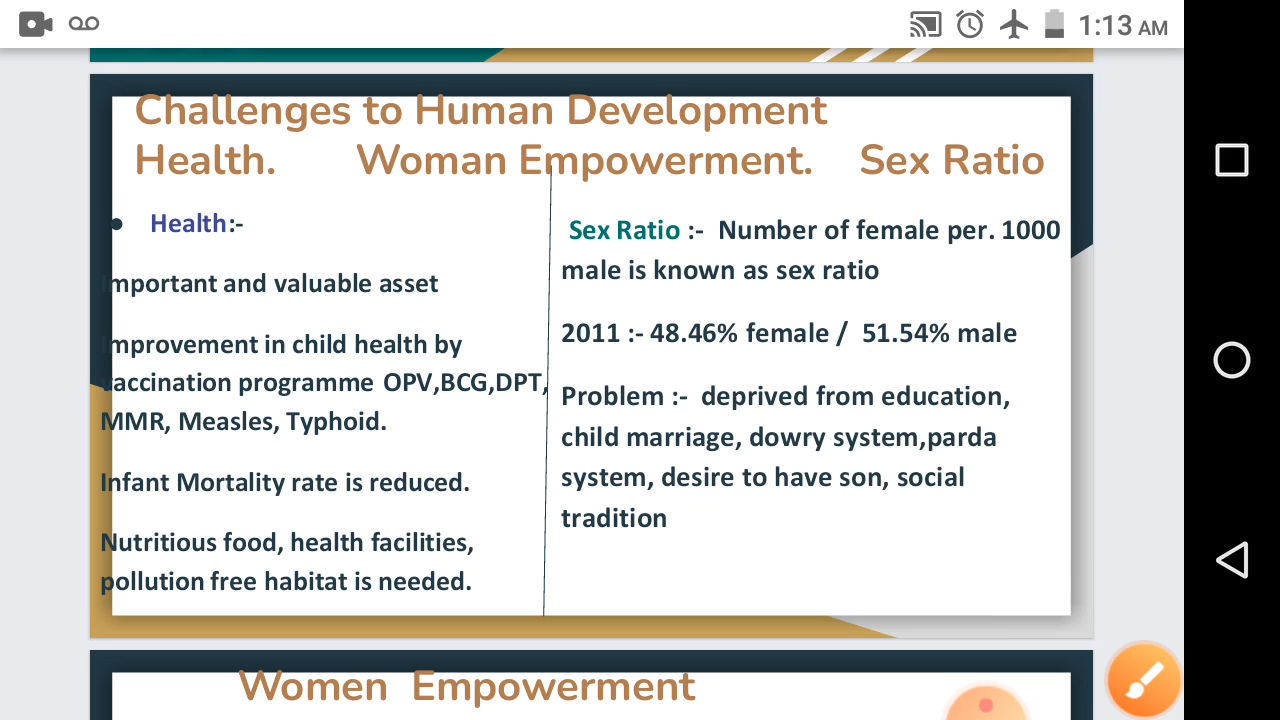 1:13 AM
Challenges to Human Development
Health. Woman Empowerment. Sex Ratio
● Health:-
Important and valuable asset
Improvement in child health by
vaccination programme OPV,BCG,DPT,
MMR, Measles, Typhoid.
Infant Mortality rate is reduced.
Nutritious food, health facilities,
pollution free habitat is needed.
Sex Ratio :- Number of female per. 1000
male is known as sex ratio
2011 :- 48.46% female / 51.54% male
Problem :- deprived from education,
child marriage, dowry system,parda
system, desire to have son, social
tradition
Women Empowerment